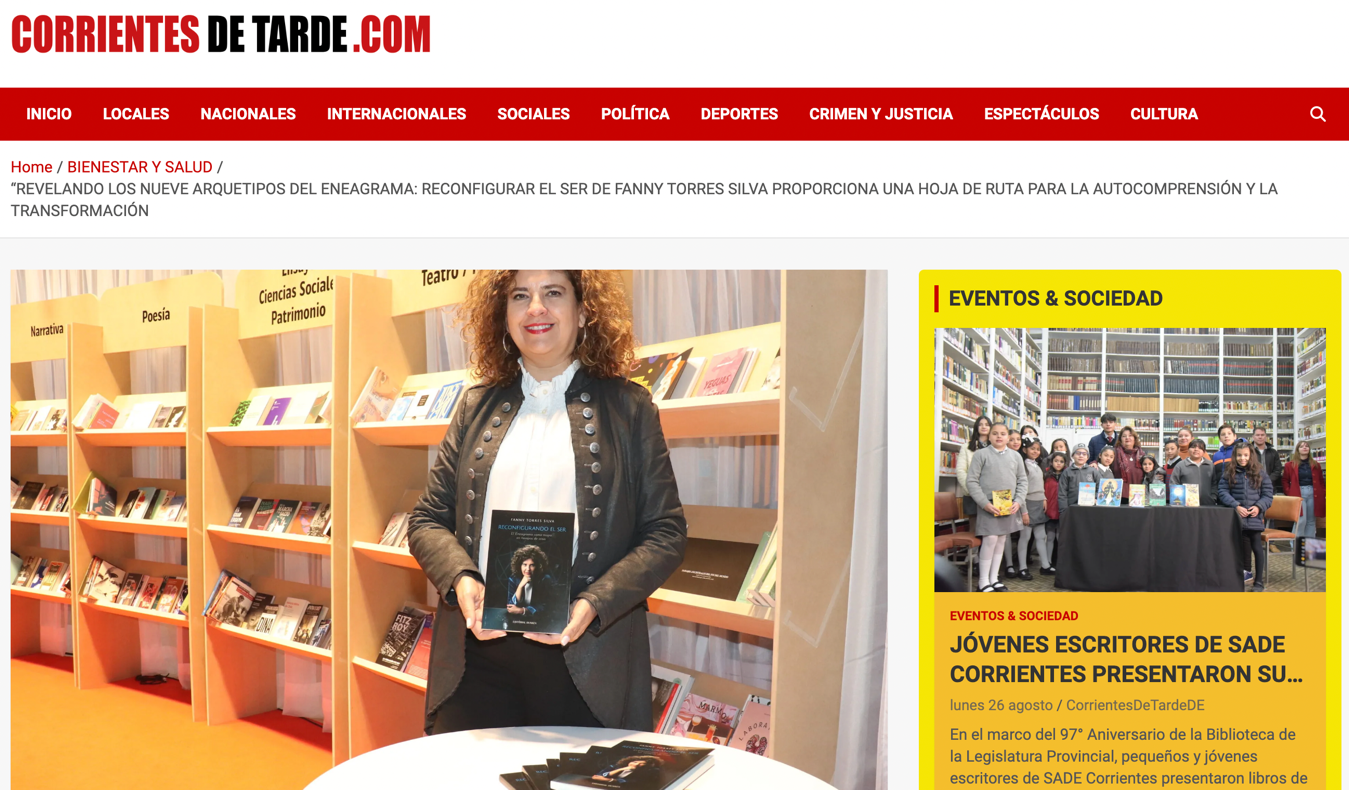 CORRIENTES DE TARDE.COM
INICIO LOCALES NACIONALES INTERNACIONALES SOCIALES POLÍTICA DEPORTES CRIMEN Y JUSTICIA ESPECTÁCULOS CULTURA
Home / BIENESTAR Y SALUD /
“REVELANDO LOS NUEVE ARQUETIPOS DEL ENEAGRAMA: RECONFIGURAR EL SER DE FANNY TORRES SILVA PROPORCIONA UNA HOJA DE RUTA PARA LA AUTOCOMPRENSIÓN Y LA
TRANSFORMACIÓN
Narrativa
Poesía
Ciencias Sociales
Patrimonio
Teatro /
RECONFIGURANDO EL SER
FITZ
ROY
EVENTOS & SOCIEDAD
EVENTOS & SOCIEDAD
JÓVENES ESCRITORES DE SADE
CORRIENTES PRESENTARON SU...
lunes 26 agosto / CorrientesDeTardeDE
En el marco del 97° Aniversario de la Biblioteca de
la Legislatura Provincial, pequeños y jóvenes
escritores de SADE Corrientes presentaron libros de